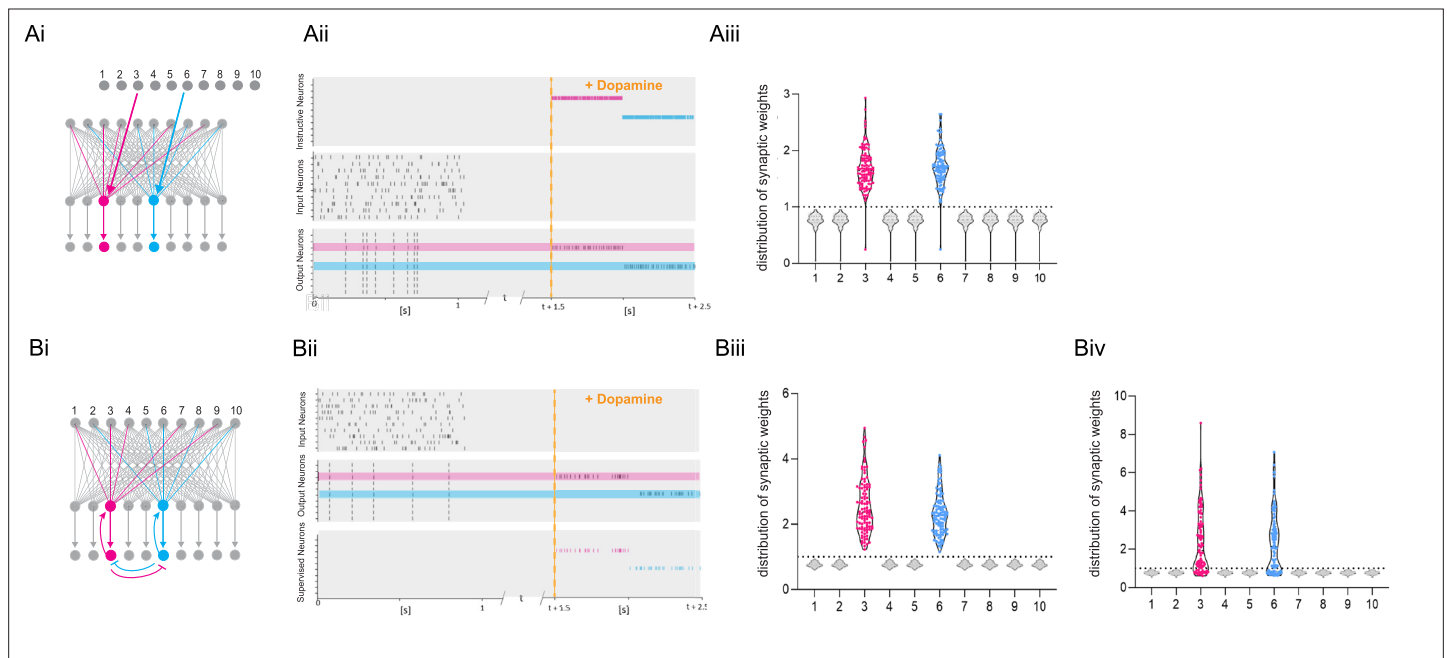 Ai
1 2 3 4 5 6 7 8 9 10
Aii
+ Dopamine
Instructive Neurons
Input Neurons
Output Neurons
0
[s]
1
t
t + 1.5
[s]
t + 2.5
Aiii
distribution of synaptic weights
3
2
1
0
1 2 3 4 5 6 7 8 9 10
Bi
1 2 3 4 5 6 7 8 9 10
Bii
+ Dopamine
Input Neurons
Output Neurons
Supervised Neurons
0
[s]
1
t
t + 1.5
[s]
t + 2.5
Biii
distribution of synaptic weights
6
4
2
0
1 2 3 4 5 6 7 8 9 10
Biv
distribution of synaptic weights
10
8
6
4
2
0
1 2 3 4 5 6 7 8 9 10